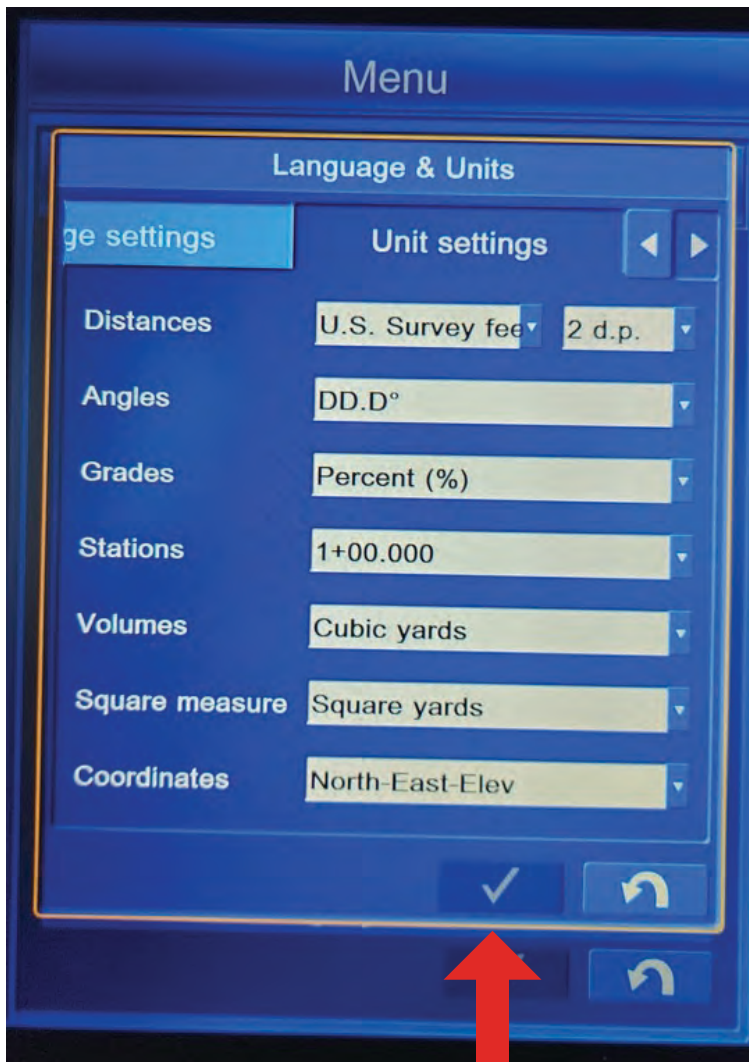 Menu
Language & Units
ge settings Unit settings
Distances U.S. Survey fee 2 d.p.
Angles DD.D°
Grades Percent (%)
Stations 1+00.000
Volumes Cubic yards
Square measure Square yards
Coordinates North-East-Elev